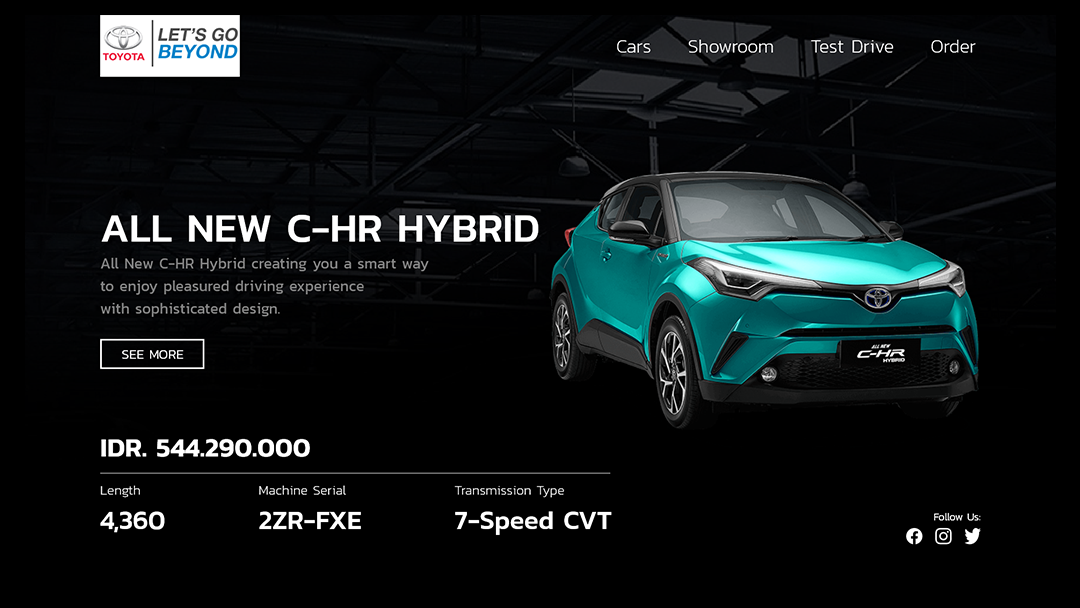 TOYOTA
LET'S GO
BEYOND
Cars Showroom Test Drive Order
ALL NEW C-HR HYBRID
All New C-HR Hybrid creating you a smart way
to enjoy pleasured driving experience
with sophisticated design.
SEE MORE
ALL NEW
C-HR
HYBRID
IDR. 544.290.000
Length Machine Serial Transmission Type
4,360 2ZR-FXE 7-Speed CVT
Follow Us: